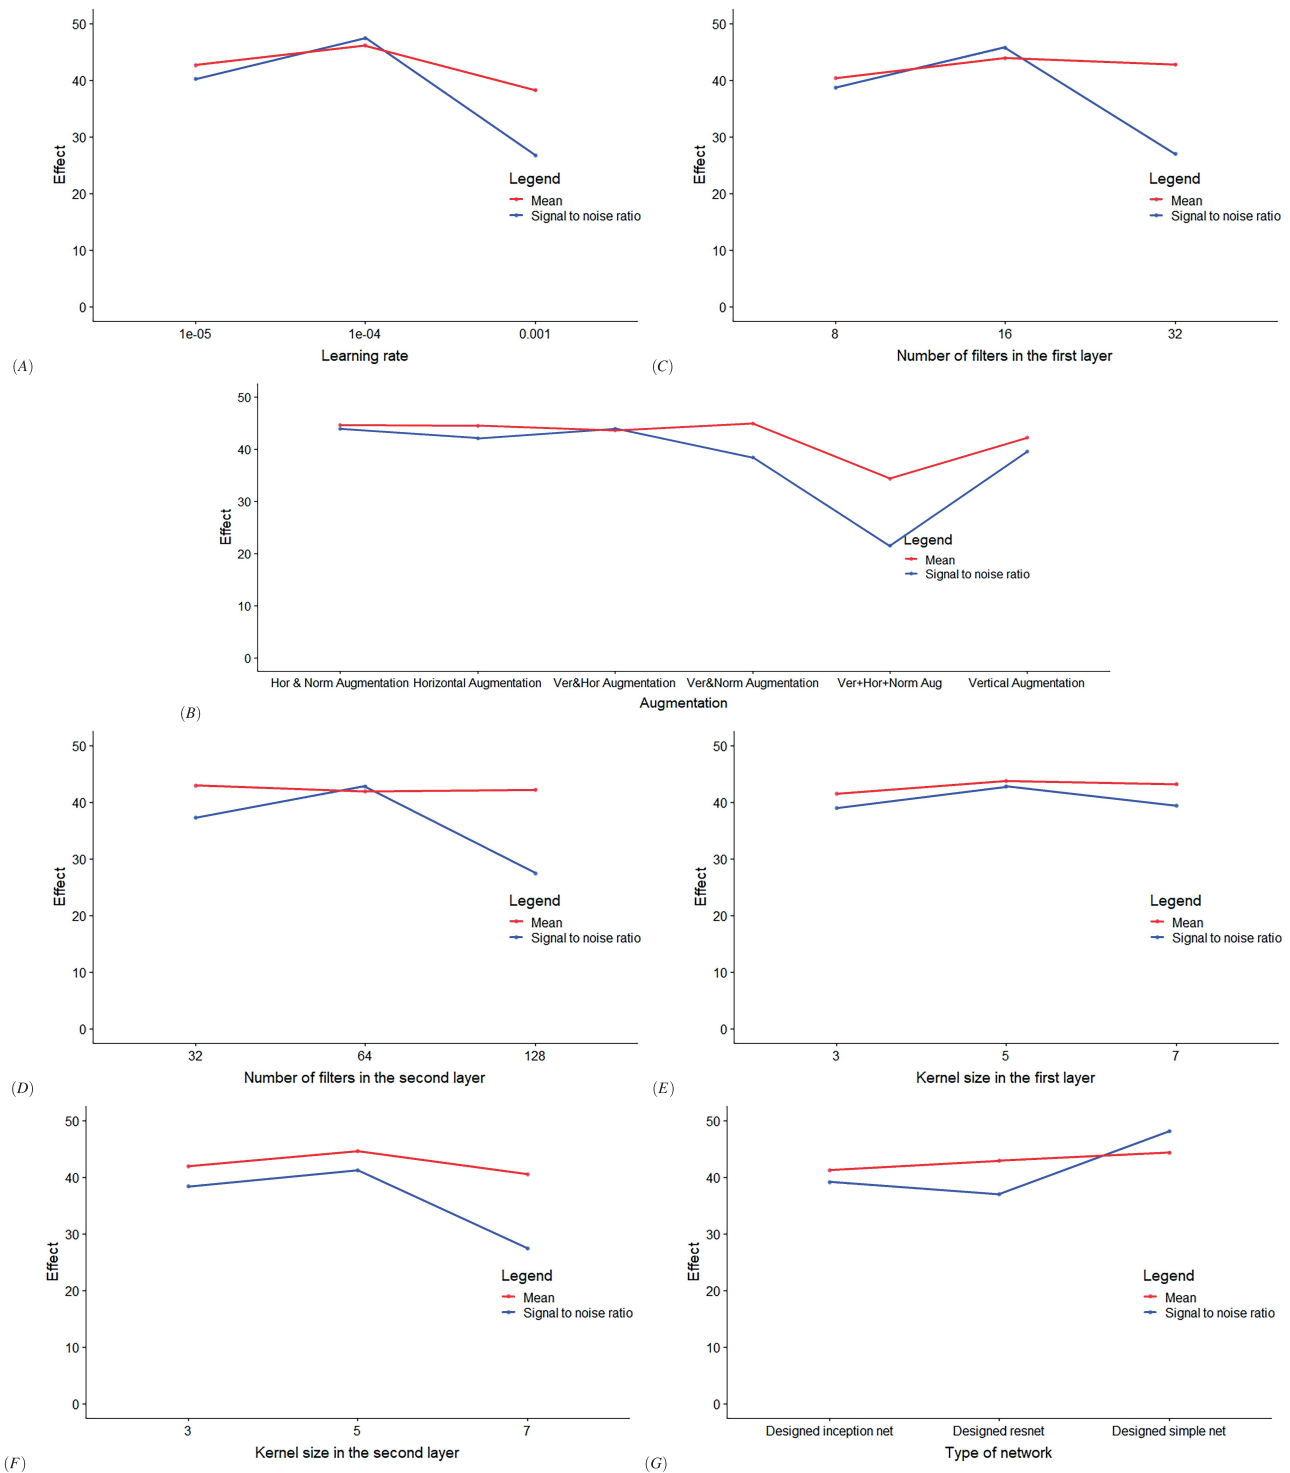 50
40
30
20
10
0
Effect
Legend
Mean
Signal to noise ratio
1e-05 1e-04 0.001
Learning rate
(A)
50
40
30
20
10
0
Effect
Legend
Mean
Signal to noise ratio
8 16 32
Number of filters in the first layer
(C)
50
40
30
20
10
0
Effect
Legend
Mean
Signal to noise ratio
Hor & Norm Augmentation Horizontal Augmentation Ver&Hor Augmentation Ver&Norm Augmentation Ver+Hor+Norm Aug Vertical Augmentation
Augmentation
(B)
50
40
30
20
10
0
Effect
Legend
Mean
Signal to noise ratio
32 64 128
Number of filters in the second layer
(D)
50
40
30
20
10
0
Effect
Legend
Mean
Signal to noise ratio
3 5 7
Kernel size in the first layer
(E)
50
40
30
20
10
0
Effect
Legend
Mean
Signal to noise ratio
3 5 7
Kernel size in the second layer
(F)
50
40
30
20
10
0
Effect
Legend
Mean
Signal to noise ratio
Designed inception net Designed resnet Designed simple net
Type of network
(G)